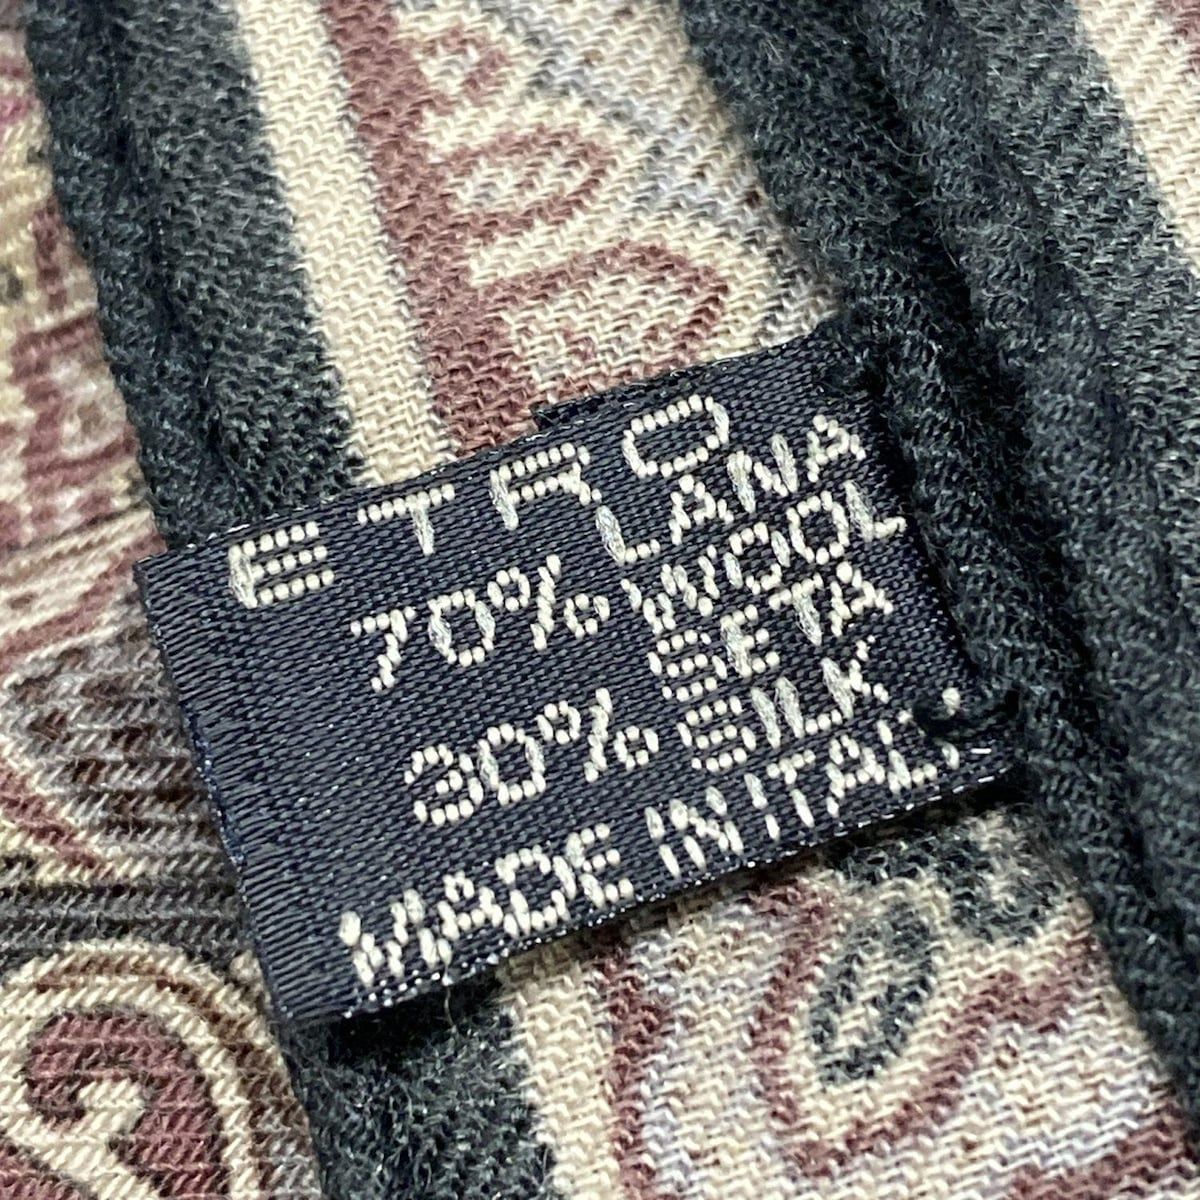 ETRO
70% LANA
WOOL
30% SETA
SILK
MADE IN ITALY